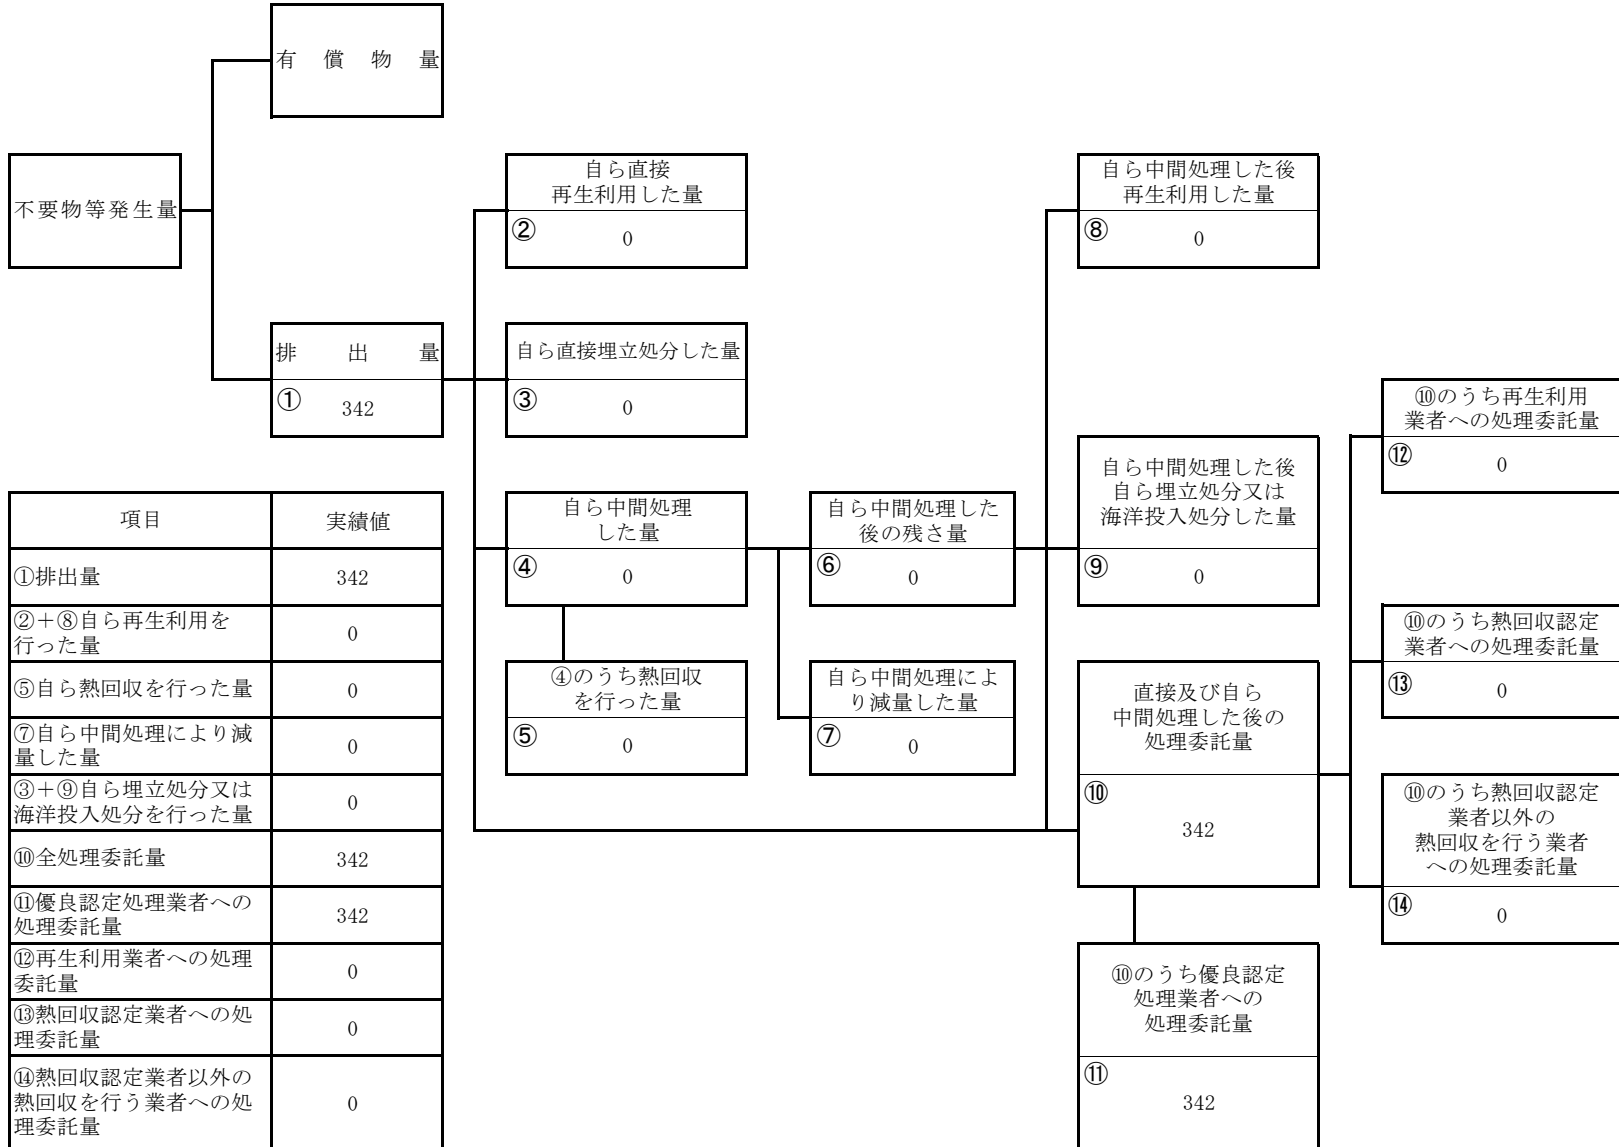 有償物量
不要物等発生量
自ら直接
再生利用した量
② 0
自ら中間処理した後
再生利用した量
⑧ 0
排出量
① 342
自ら直接埋立処分した量
③ 0
⑩のうち再生利用
業者への処理委託量
⑫ 0
自ら中間処理した後
自ら埋立処分又は
海洋投入処分した量
⑨ 0
自ら中間処理
した量
④ 0
自ら中間処理した
後の残さ量
⑥ 0
⑩のうち熱回収認定
業者への処理委託量
⑬ 0
④のうち熱回収
を行った量
⑤ 0
自ら中間処理によ
り減量した量
⑦ 0
直接及び自ら
中間処理した後の
処理委託量
⑩
342
⑩のうち熱回収認定
業者以外の
熱回収を行う業者
への処理委託量
⑭ 0
⑩のうち優良認定
処理業者への
処理委託量
⑪
342
項目 実績値
①排出量 342
②+⑧自ら再生利用を
行った量 0
⑤自ら熱回収を行った量 0
⑦自ら中間処理により減
量した量 0
③+⑨自ら埋立処分又は
海洋投入処分を行った量 0
⑩全処理委託量 342
⑪優良認定処理業者への
処理委託量 342
⑫再生利用業者への処理
委託量 0
⑬熱回収認定業者への処
理委託量 0
⑭熱回収認定業者以外の
熱回収を行う業者への処
理委託量 0